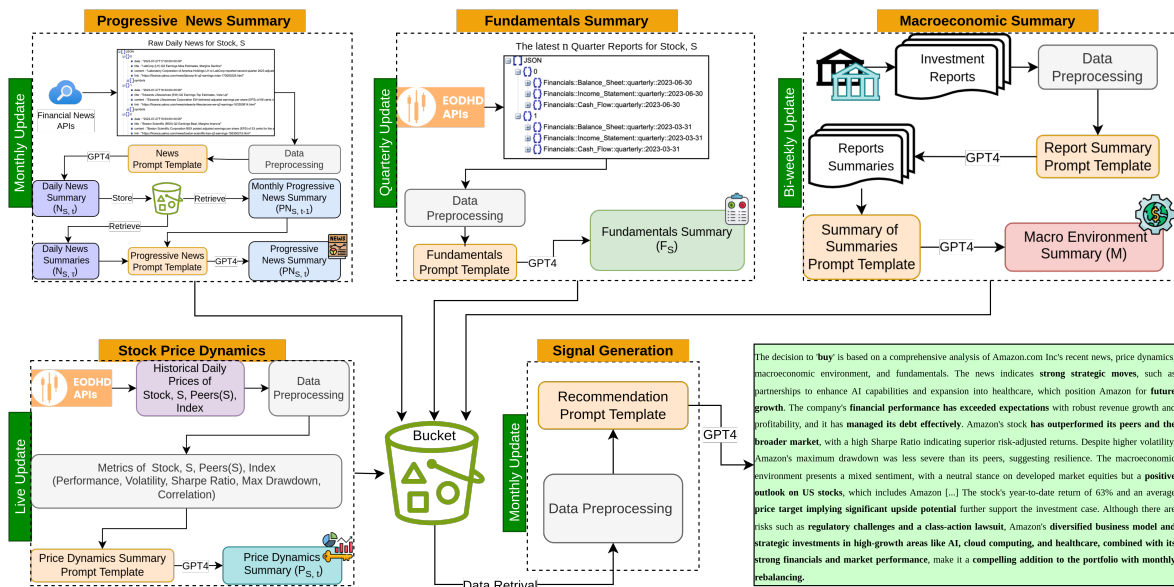 Progressive News Summary
Raw Daily News for Stock, S
Monthly Update
Financial News
APIs
GPT4
News
Prompt Template
Data
Preprocessing
Daily News
Summary
(N_S, t)
Store
Retrieve
Monthly Progressive
News Summary
(PN_S, t-1)
Retrieve
Daily News
Summaries
(N_S, t)
Progressive News
Prompt Template
GPT4
NEWS
Progressive
News Summary
(PN_S, t)
Fundamentals Summary
The latest n Quarter Reports for Stock, S
Quarterly Update
EODHD
APIs
JSON
0
Financials::Balance_Sheet::quarterly::2023-06-30
Financials::Income_Statement::quarterly::2023-06-30
Financials::Cash_Flow::quarterly::2023-06-30
1
Financials::Balance_Sheet::quarterly::2023-03-31
Financials::Income_Statement::quarterly::2023-03-31
Financials::Cash_Flow::quarterly::2023-03-31
Data
Preprocessing
Fundamentals
Prompt Template
GPT4
Fundamentals Summary
(F_S)
Macroeconomic Summary
Bi-weekly Update
Investment
Reports
Data
Preprocessing
Reports
Summaries
GPT4
Report Summary
Prompt Template
Summary of
Summaries
Prompt Template
GPT4
Macro Environment
Summary (M)
Stock Price Dynamics
Live Update
EODHD
APIs
Historical Daily
Prices of
Stock, S, Peers(S),
Index
Data
Preprocessing
Metrics of Stock, S, Peers(S), Index
(Performance, Volatility, Sharpe Ratio, Max Drawdown,
Correlation)
Price Dynamics Summary
Prompt Template
GPT4
Price Dynamics
Summary (P_S, t)
Bucket
Data Retrival
Signal Generation
Monthly Update
Recommendation
Prompt Template
Data Preprocessing
GPT4
The decision to 'buy' is based on a comprehensive analysis of Amazon.com Inc's recent news, price dynamics,
macroeconomic environment, and fundamentals. The news indicates strong strategic moves, such as
partnerships to enhance AI capabilities and expansion into healthcare, which position Amazon for future
growth. The company's financial performance has exceeded expectations with robust revenue growth and
profitability, and it has managed its debt effectively. Amazon's stock has outperformed its peers and the
broader market, with a high Sharpe Ratio indicating superior risk-adjusted returns. Despite higher volatility,
Amazon's maximum drawdown was less severe than its peers, suggesting resilience. The macroeconomic
environment presents a mixed sentiment, with a neutral stance on developed market equities but a positive
outlook on US stocks, which includes Amazon [...] The stock's year-to-date return of 63% and an average
price target implying significant upside potential further support the investment case. Although there are
risks such as regulatory challenges and a class-action lawsuit, Amazon's diversified business model and
strategic investments in high-growth areas like AI, cloud computing, and healthcare, combined with its
strong financials and market performance, make it a compelling addition to the portfolio with monthly
rebalancing.